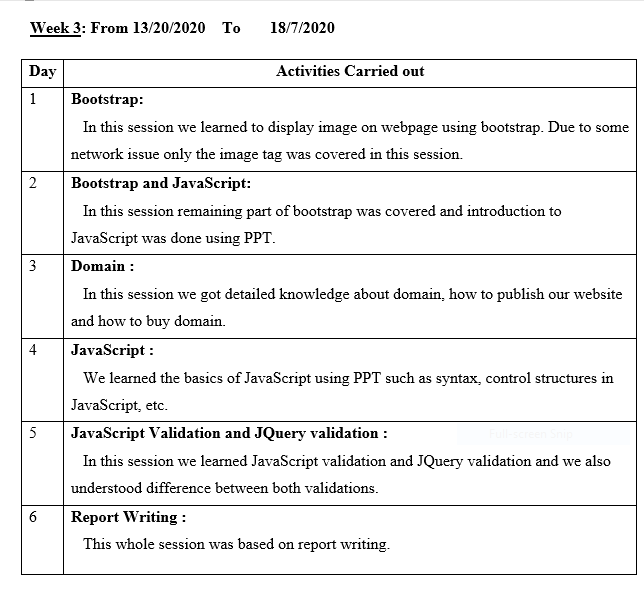 Week 3: From 13/20/2020 To 18/7/2020
Day Activities Carried out
1 Bootstrap:
In this session we learned to display image on webpage using bootstrap. Due to some
network issue only the image tag was covered in this session.
2 Bootstrap and JavaScript:
In this session remaining part of bootstrap was covered and introduction to
JavaScript was done using PPT.
3 Domain :
In this session we got detailed knowledge about domain, how to publish our website
and how to buy domain.
4 JavaScript :
We learned the basics of JavaScript using PPT such as syntax, control structures in
JavaScript, etc.
5 JavaScript Validation and JQuery validation :
Full-screen Snip
In this session we learned JavaScript validation and JQuery validation and we also
understood difference between both validations.
6 Report Writing :
This whole session was based on report writing.